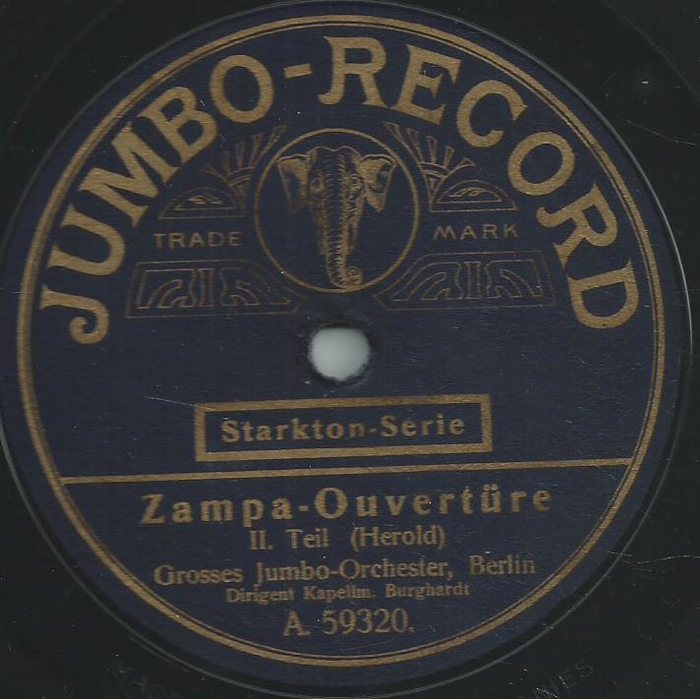 JUMBO-RECORD
TRADE MARK
Starkton-Serie
Zampa-Ouvertüre
II. Teil (Herold)
Grosses Jumbo-Orchester, Berlin
Dirigent Kapellm. Burghardt
A. 59320.